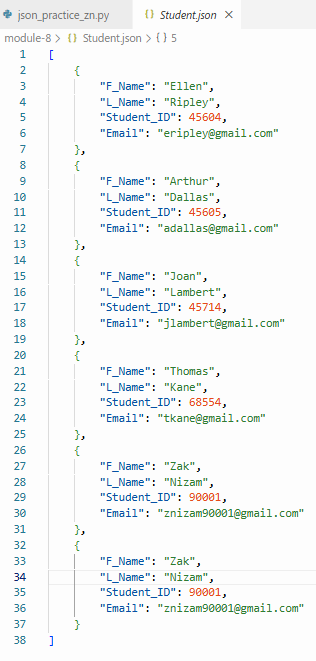 json_practice_zn.py {} Student.json ×
module-8 > {} Student.json > {} 5
1 [
2 {
3 "F_Name": "Ellen",
4 "L_Name": "Ripley",
5 "Student_ID": 45604,
6 "Email": "eripley@gmail.com"
7 },
8 {
9 "F_Name": "Arthur",
10 "L_Name": "Dallas",
11 "Student_ID": 45605,
12 "Email": "adallas@gmail.com"
13 },
14 {
15 "F_Name": "Joan",
16 "L_Name": "Lambert",
17 "Student_ID": 45714,
18 "Email": "jlambert@gmail.com"
19 },
20 {
21 "F_Name": "Thomas",
22 "L_Name": "Kane",
23 "Student_ID": 68554,
24 "Email": "tkane@gmail.com"
25 },
26 {
27 "F_Name": "Zak",
28 "L_Name": "Nizam",
29 "Student_ID": 90001,
30 "Email": "znizam90001@gmail.com"
31 },
32 {
33 "F_Name": "Zak",
34 "L_Name": "Nizam",
35 "Student_ID": 90001,
36 "Email": "znizam90001@gmail.com"
37 }
38 ]